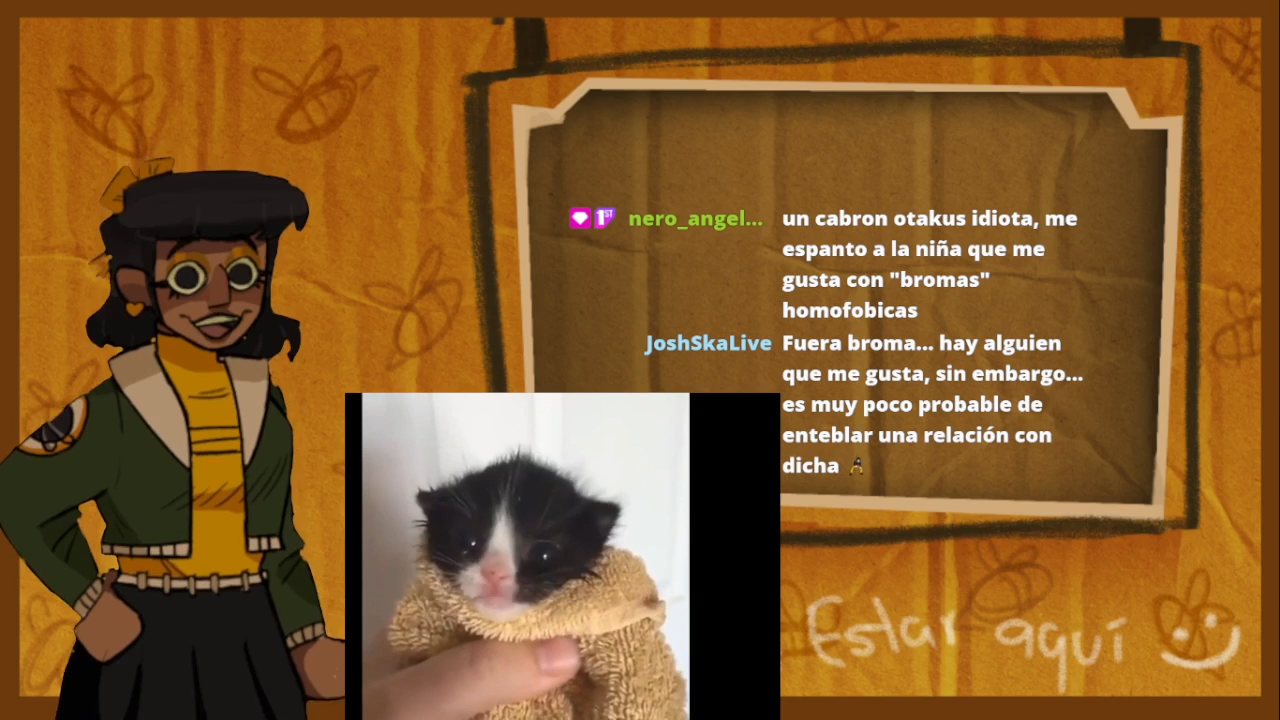 1ST nero_angel... un cabron otakus idiota, me
espanto a la niña que me
gusta con "bromas"
homofobicas
JoshSkaLive Fuera broma... hay alguien
que me gusta, sin embargo...
es muy poco probable de
enteblar una relación con
dicha
Estar aquí